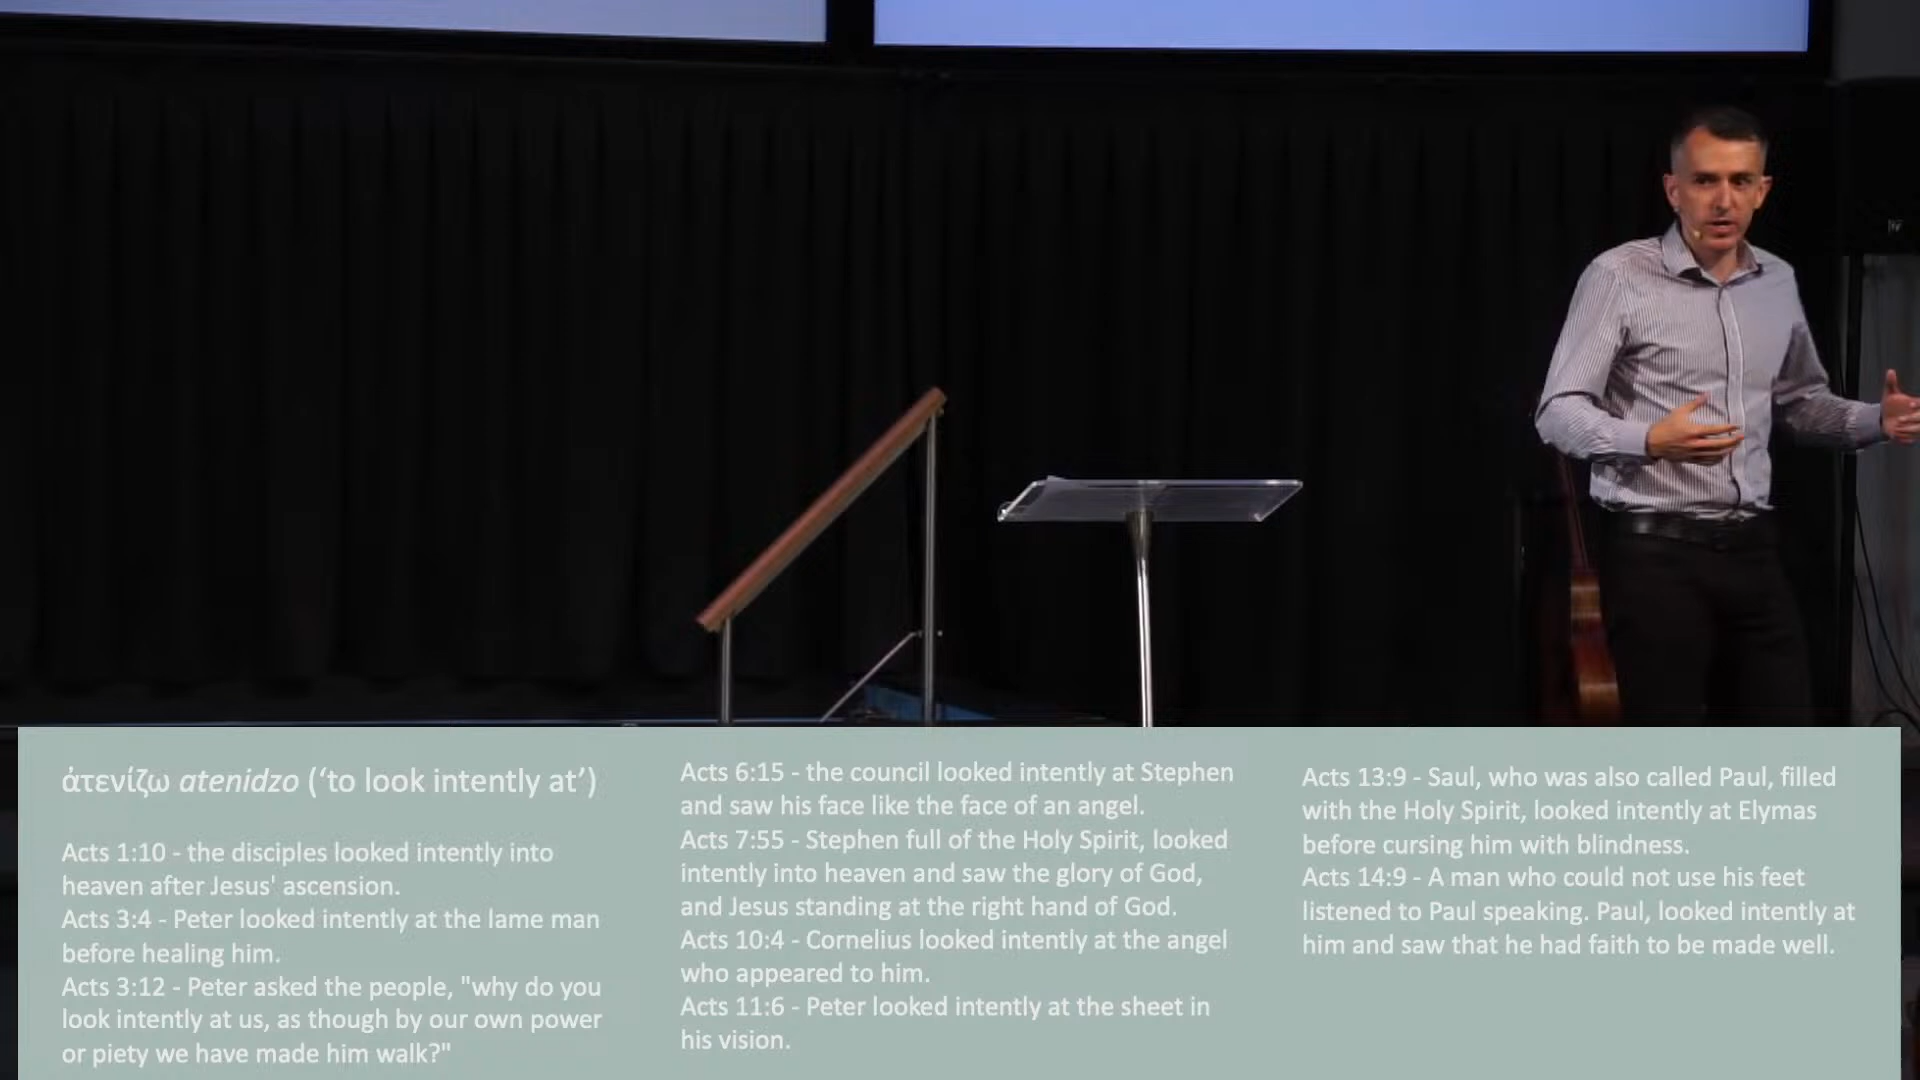 ἀτενίζω atenidzo (‘to look intently at’)
Acts 1:10 - the disciples looked intently into
heaven after Jesus' ascension.
Acts 3:4 - Peter looked intently at the lame man
before healing him.
Acts 3:12 - Peter asked the people, "why do you
look intently at us, as though by our own power
or piety we have made him walk?"
Acts 6:15 - the council looked intently at Stephen
and saw his face like the face of an angel.
Acts 7:55 - Stephen full of the Holy Spirit, looked
intently into heaven and saw the glory of God,
and Jesus standing at the right hand of God.
Acts 10:4 - Cornelius looked intently at the angel
who appeared to him.
Acts 11:6 - Peter looked intently at the sheet in
his vision.
Acts 13:9 - Saul, who was also called Paul, filled
with the Holy Spirit, looked intently at Elymas
before cursing him with blindness.
Acts 14:9 - A man who could not use his feet
listened to Paul speaking. Paul, looked intently at
him and saw that he had faith to be made well.